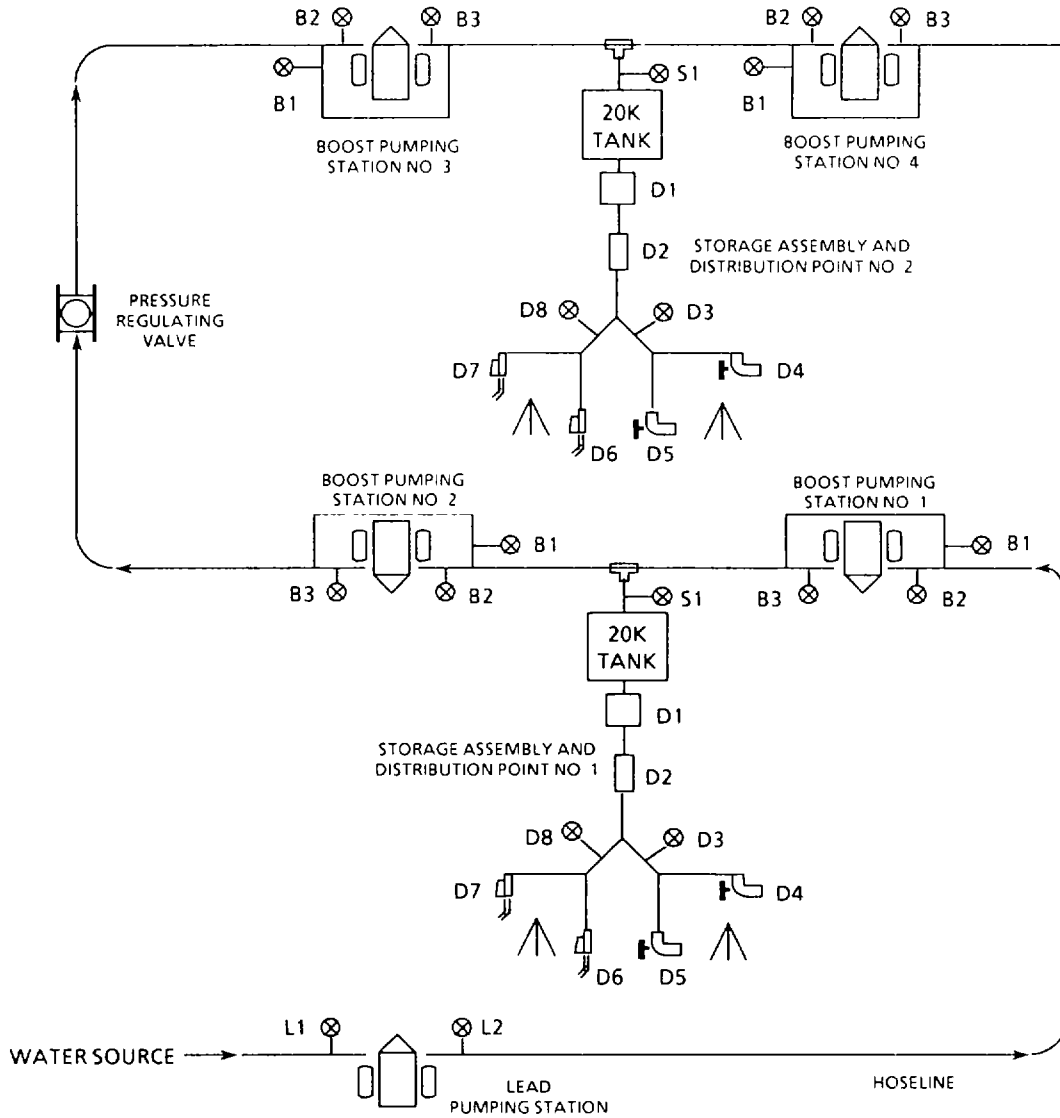 B2
B3
B2
B3
B1
S1
B1
20K
TANK
BOOST PUMPING
STATION NO 3
BOOST PUMPING
STATION NO 4
D1
D2
STORAGE ASSEMBLY AND
DISTRIBUTION POINT NO 2
PRESSURE
REGULATING
VALVE
D8
D3
D7
D4
D6
D5
BOOST PUMPING
STATION NO 2
BOOST PUMPING
STATION NO 1
B1
B1
B3
B2
S1
B3
B2
20K
TANK
D1
STORAGE ASSEMBLY AND
DISTRIBUTION POINT NO 1
D2
D8
D3
D7
D4
D6
D5
L1
L2
WATER SOURCE
LEAD
PUMPING STATION
HOSELINE